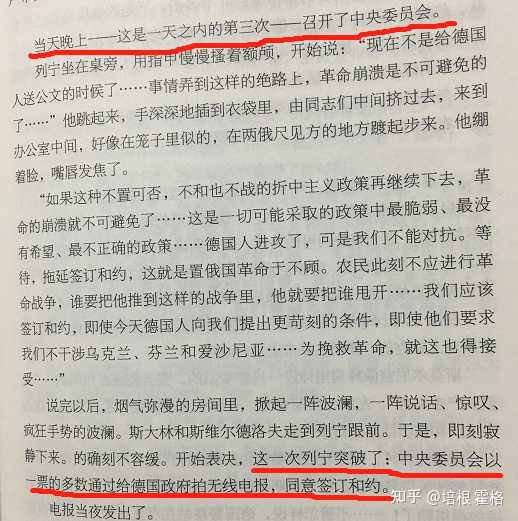 当天晚上——这是一天之内的第三次——召开了中央委员会。
列宁坐在桌旁，用指甲慢慢搔着额颅，开始说：“现在不是给德国
人送公文的时候了……事情弄到这样的绝路上，革命崩溃是不可避免的
了……”他跳起来，手深深地插到衣袋里，由同志们中间挤过去，来到
办公室中间，好像在笼子里似的，在两俄尺见方的地方踱起步来。他绷
着脸，嘴唇发焦了。
“如果这种不置可否，不和也不战的折中主义政策再继续下去，革
命的崩溃就不可避免了……这是一切可能采取的政策中最脆弱、最没
有希望、最不正确的政策……德国人进攻了，可是我们不能对抗。等
待，拖延签订和约，这就是置俄国革命于不顾。农民此刻不应进行革
命战争，谁要把他推到这样的战争里，他就要把谁甩开……我们应该
签订和约，即使今天德国人向我们提出更苛刻的条件，即使他们要求
我们不干涉乌克兰、芬兰和爱沙尼亚……为挽救革命，就这也得接
受……”
说完以后，烟气弥漫的房间里，掀起一阵波澜，一阵说话、惊叹、
疯狂手势的波澜。斯大林和斯维尔德洛夫走到列宁跟前。于是，即刻寂
静下来。的确刻不容缓。开始表决，这一次列宁突破了：中央委员会以
一票的多数通过给德国政府拍无线电报，同意签订和约。
电报当夜发出了。
知乎 @培根 霍格